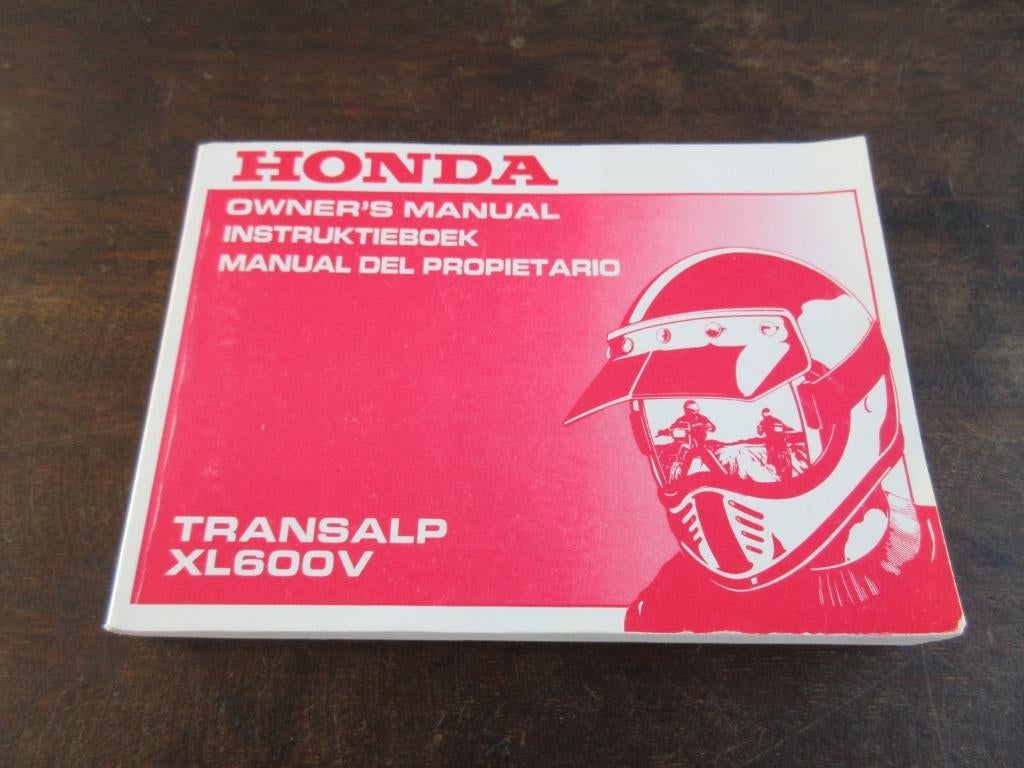 HONDA
OWNER'S MANUAL
INSTRUKTIEBOEK
MANUAL DEL PROPIETARIO
TRANSALP
XL600V